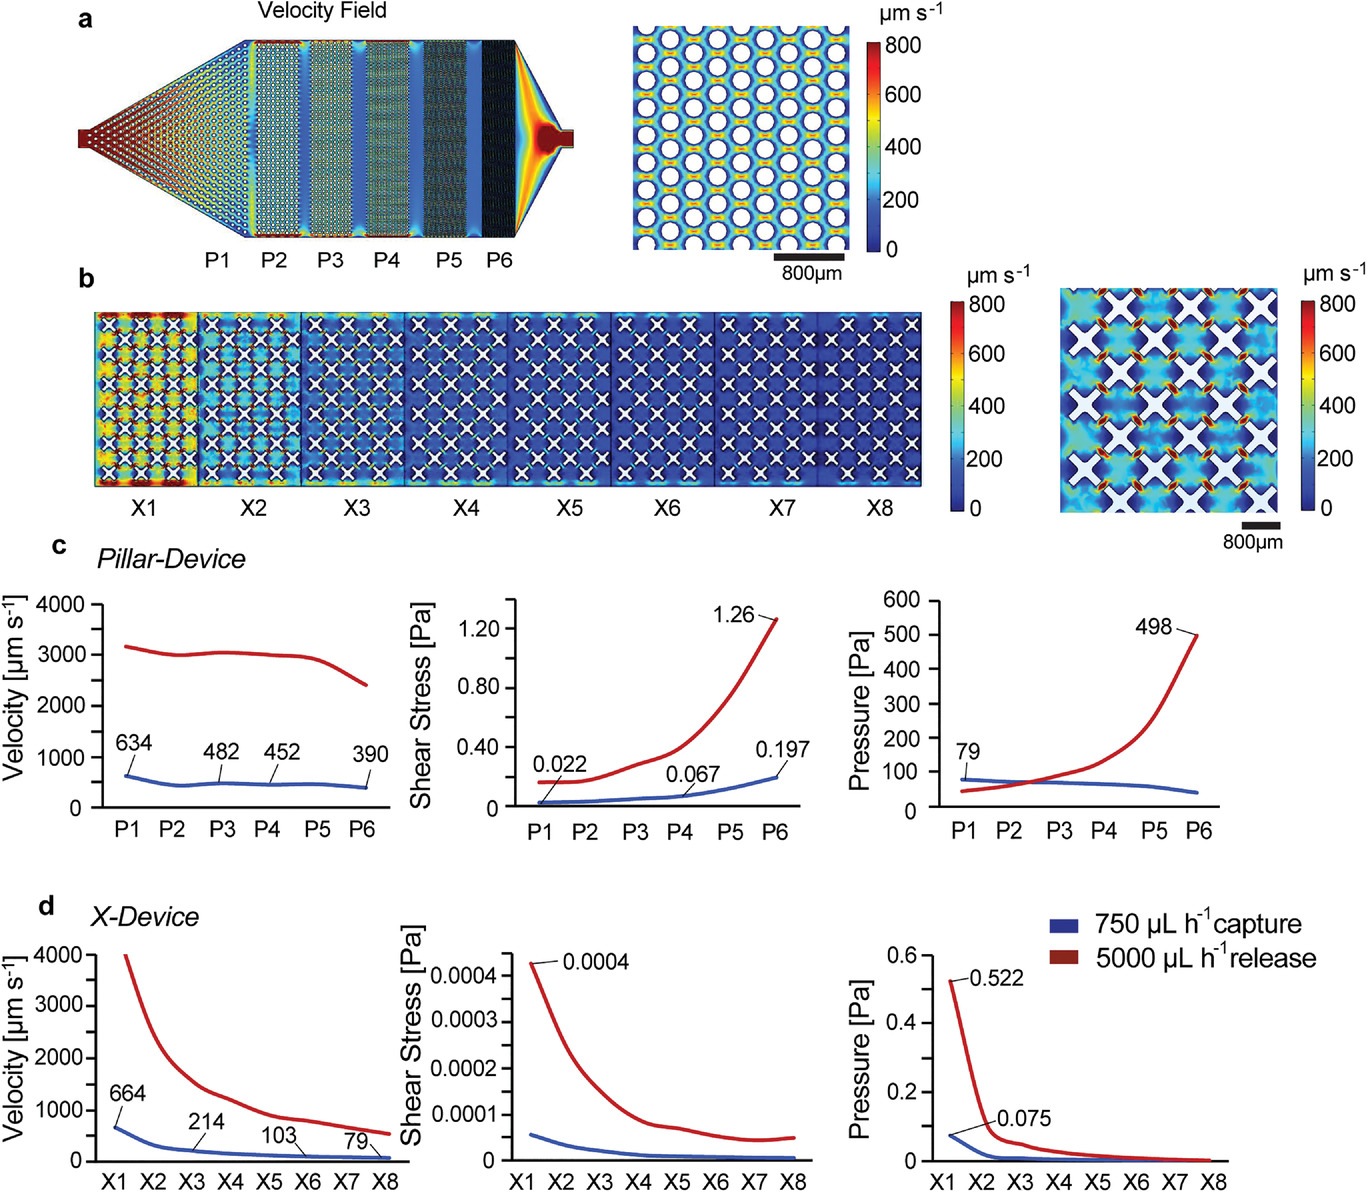 a
Velocity Field
µm s⁻¹
800
600
400
200
0
P1 P2 P3 P4 P5 P6
800µm
b
µm s⁻¹
800
600
400
200
0
µm s⁻¹
800
600
400
200
0
X1 X2 X3 X4 X5 X6 X7 X8
800µm
c
Pillar-Device
Velocity [µm s⁻¹]
4000
3000
2000
1000
0
634
482
452
390
P1 P2 P3 P4 P5 P6
Shear Stress [Pa]
1.20
0.80
0.40
0
1.26
0.022
0.067
0.197
P1 P2 P3 P4 P5 P6
Pressure [Pa]
600
500
400
300
200
100
0
498
79
P1 P2 P3 P4 P5 P6
d
X-Device
750 µL h⁻¹capture
5000 µL h⁻¹release
Velocity [µm s⁻¹]
4000
3000
2000
1000
0
664
214
103
79
X1 X2 X3 X4 X5 X6 X7 X8
Shear Stress [Pa]
0.0004
0.0003
0.0002
0.0001
0
0.0004
X1 X2 X3 X4 X5 X6 X7 X8
Pressure [Pa]
0.6
0.4
0.2
0
0.522
0.075
X1 X2 X3 X4 X5 X6 X7 X8